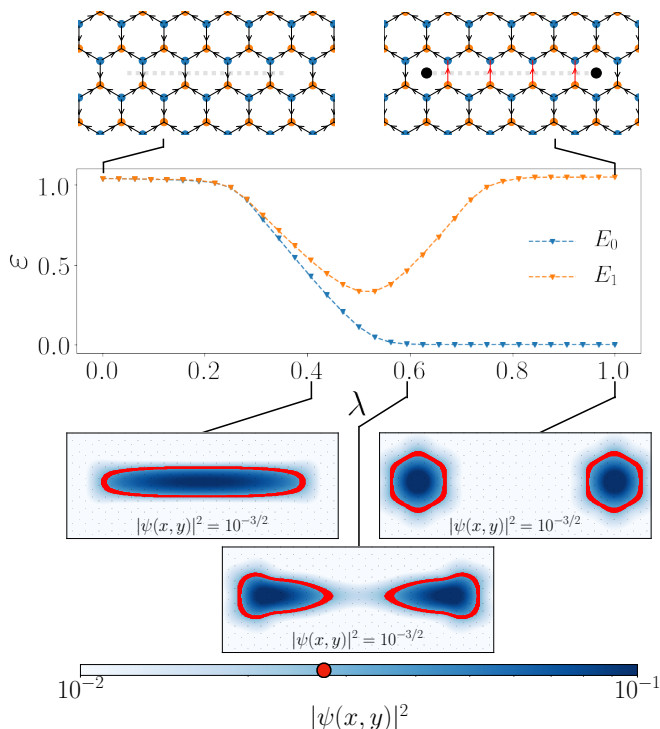 1.0
0.5
0.0
ε
E₀
E₁
0.0 0.2 0.4 0.6 0.8 1.0
λ
|ψ(x, y)|² = 10⁻³/²
|ψ(x, y)|² = 10⁻³/²
|ψ(x, y)|² = 10⁻³/²
10⁻² 10⁻¹
|ψ(x, y)|²